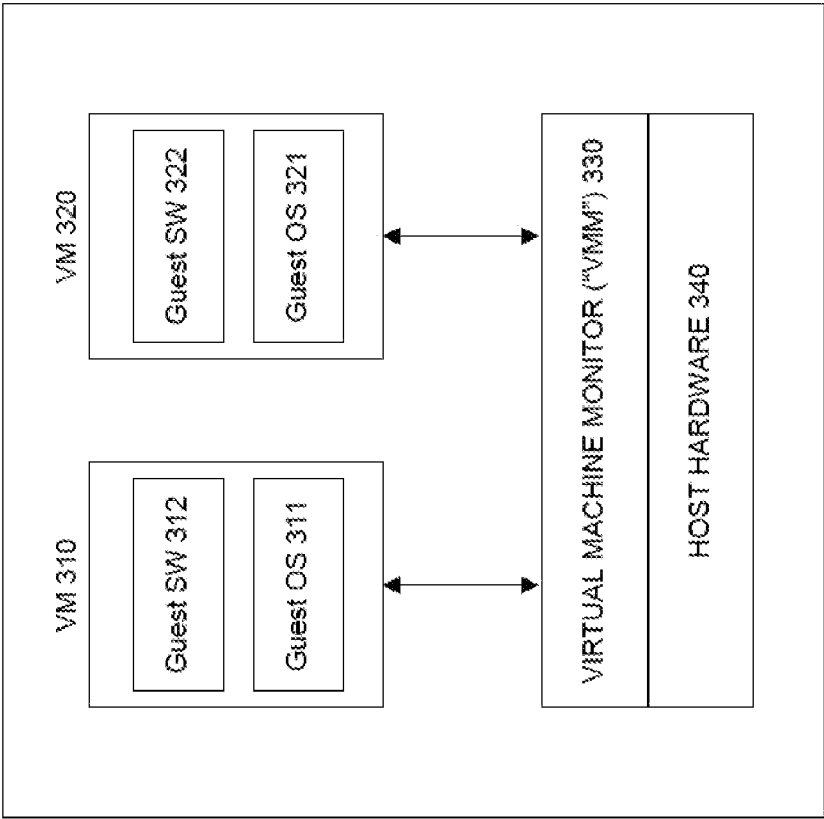 VM 310
VM 320
Guest SW 312
Guest SW 322
Guest OS 311
Guest OS 321
VIRTUAL MACHINE MONITOR ("VMM") 330
HOST HARDWARE 340